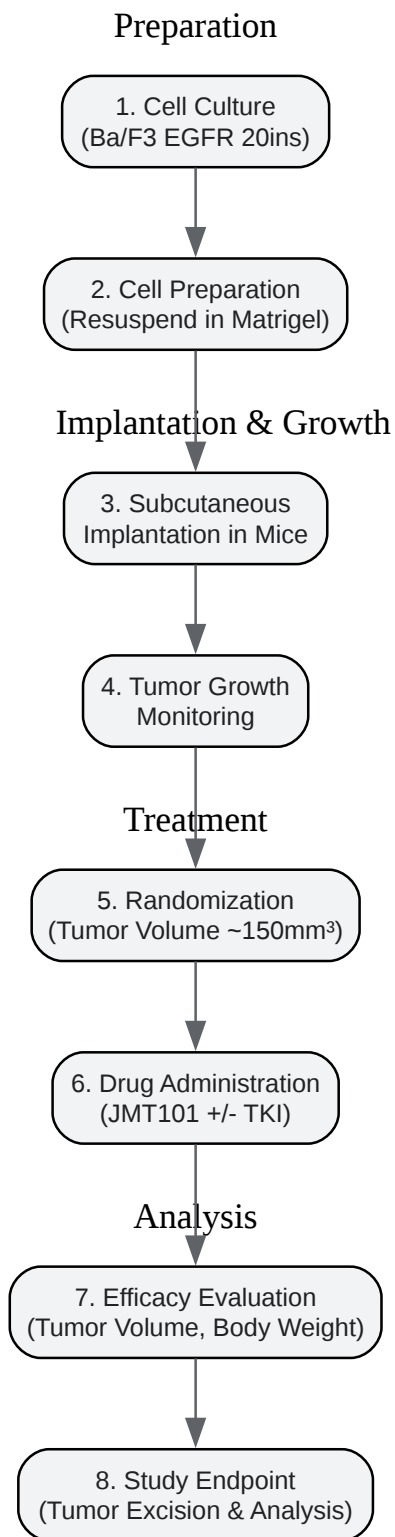 Preparation
1. Cell Culture
(Ba/F3 EGFR 20ins)
2. Cell Preparation
(Resuspend in Matrigel)
Implantation & Growth
3. Subcutaneous
Implantation in Mice
4. Tumor Growth
Monitoring
Treatment
5. Randomization
(Tumor Volume ~150mm³)
6. Drug Administration
(JMT101 +/- TKI)
Analysis
7. Efficacy Evaluation
(Tumor Volume, Body Weight)
8. Study Endpoint
(Tumor Excision & Analysis)